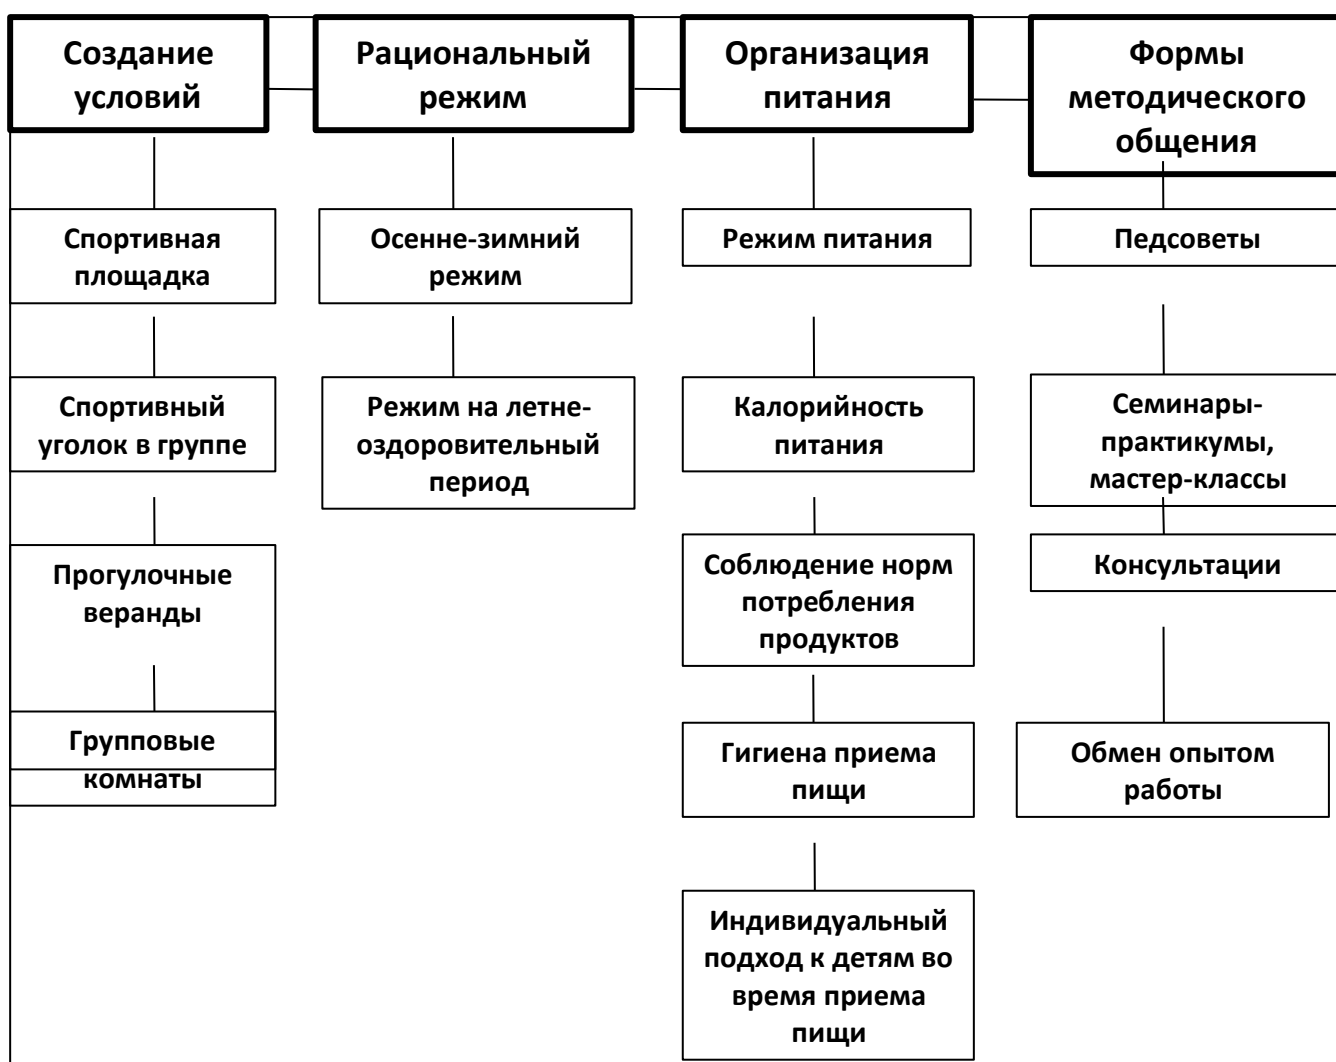 Создание
условий
Рациональный
режим
Организация
питания
Формы
методического
общения
Спортивная
площадка
Осенне-зимний
режим
Режим питания
Педсоветы
Спортивный
уголок в группе
Режим на летне-
оздоровительный
период
Калорийность
питания
Семинары-
практикумы,
мастер-классы
Прогулочные
веранды
Соблюдение норм
потребления
продуктов
Консультации
Групповые
комнаты
Гигиена приема
пищи
Обмен опытом
работы
Индивидуальный
подход к детям во
время приема
пищи